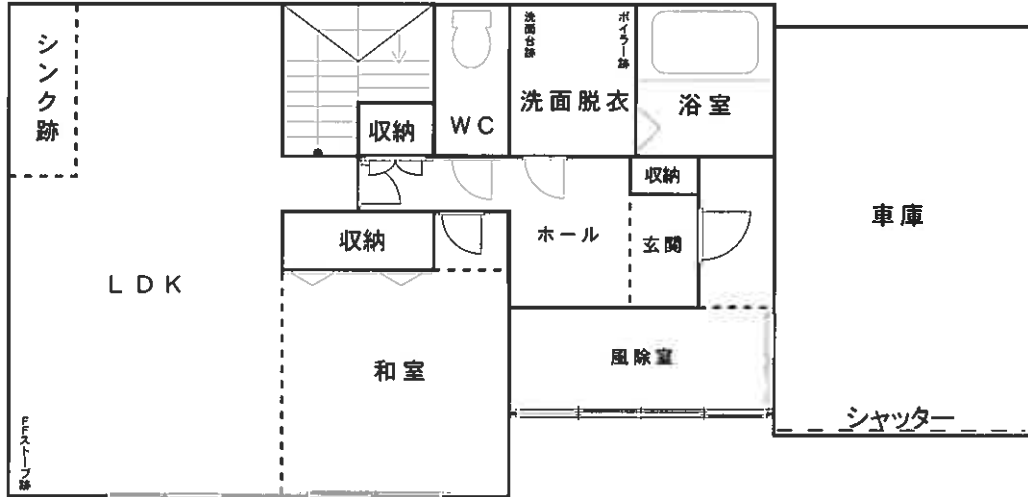 シンク跡
収納
WC
洗面台跡
ボイラー跡
洗面脱衣
浴室
収納
車庫
収納
ホール
玄関
LDK
和室
風除室
FFストーブ跡
シャッター